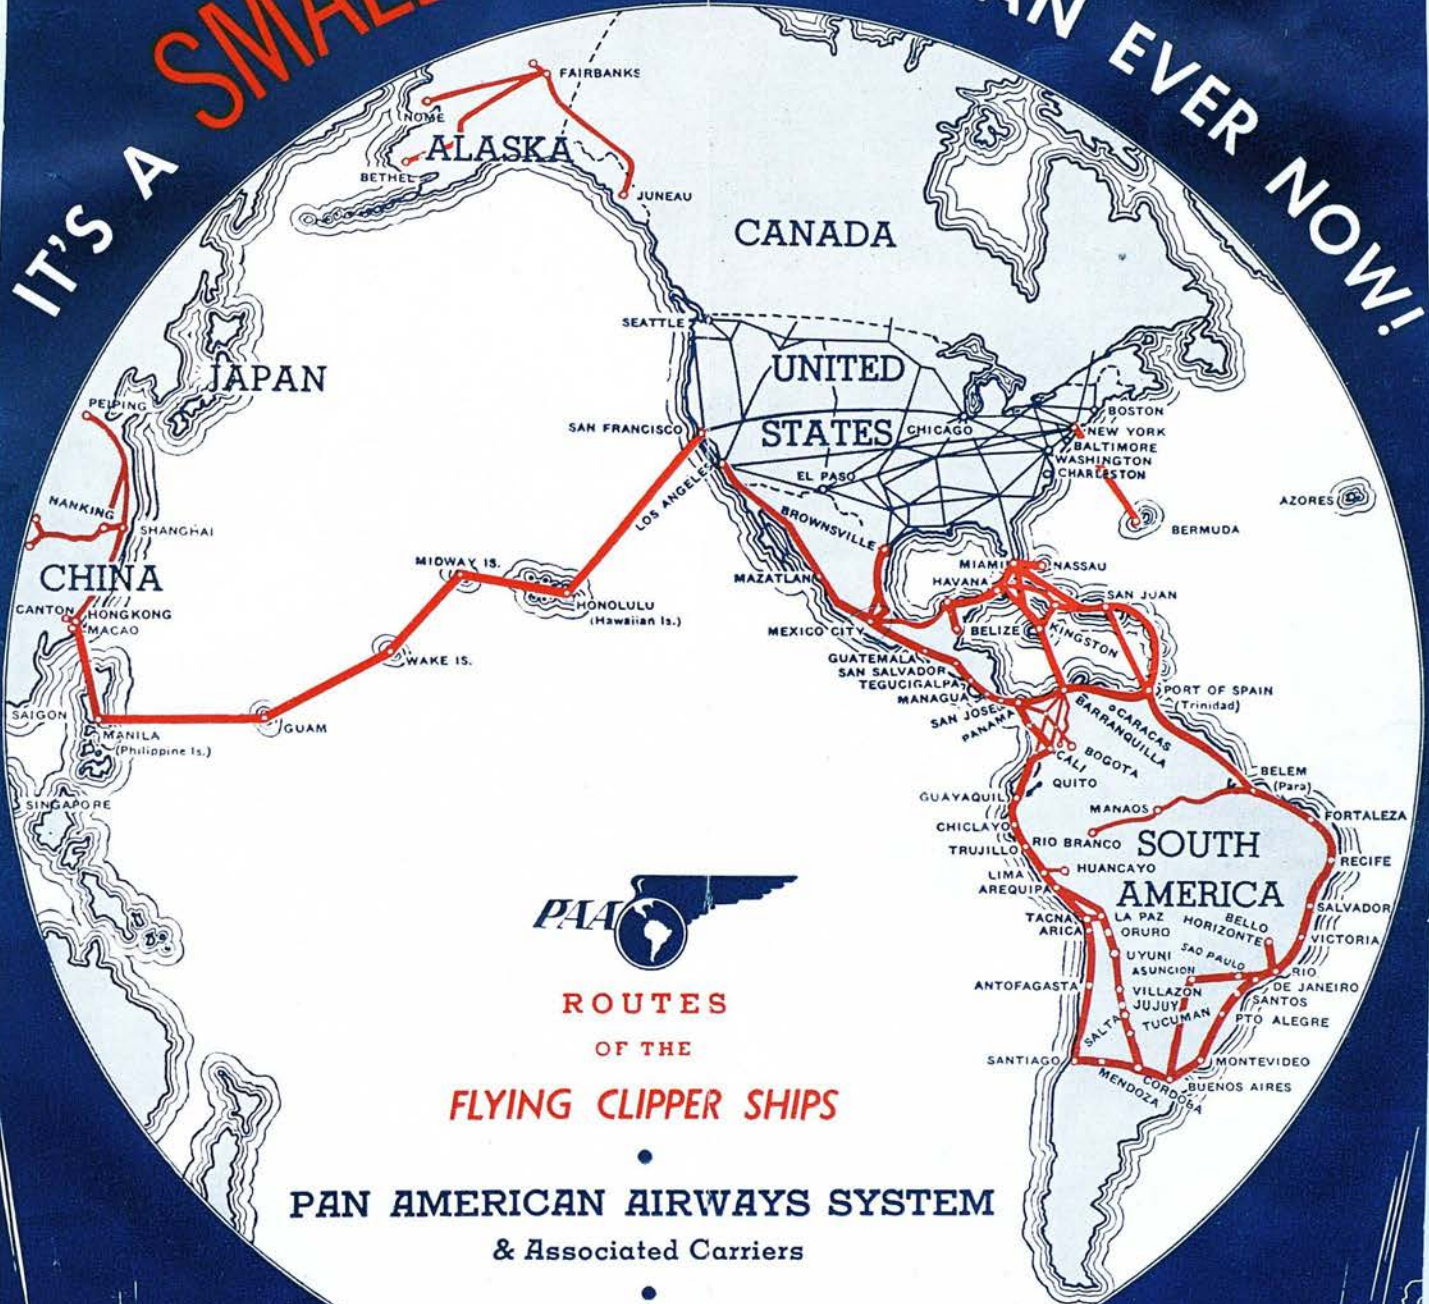 IT'S A
SMALL
EVER NOW!
FAIRBANKS
NOME
ALASKA
BETHEL
JUNEAU
CANADA
SEATTLE
UNITED
STATES
JAPAN
PEIPING
SAN FRANCISCO
CHICAGO
BOSTON
NEW YORK
BALTIMORE
WASHINGTON
CHARLESTON
EL PASO
LOS ANGELES
AZORES
BERMUDA
NANKING
SHANGHAI
BROWNSVILLE
MIDWAY IS.
MAZATLAN
MIAMI
NASSAU
HAVANA
CHINA
SAN JUAN
CANTON
HONGKONG
MACAO
HONOLULU
(Hawaiian Is.)
MEXICO CITY
BELIZE
KINGSTON
WAKE IS.
GUATEMALA
SAN SALVADOR
TEGUCIGALPA
MANAGUA
SAN JOSE
PANAMA
PORT OF SPAIN
(Trinidad)
CARACAS
BARRANQUILLA
SAIGON
MANILA
(Philippine Is.)
GUAM
CALI
BOGOTA
QUITO
BELEM
(Para)
SINGAPORE
GUAYAQUIL
MANAOS
FORTALEZA
CHICLAYO
TRUJILLO
RIO BRANCO
SOUTH
AMERICA
RECIFE
LIMA
HUANCAYO
AREQUIPA
SALVADOR
TACNA
ARICA
LA PAZ
ORURO
BELLO
HORIZONTE
VICTORIA
UYUNI
SAO PAULO
ASUNCION
RIO
DE JANEIRO
ANTOFAGASTA
VILLAZON
JUJUY
SANTOS
SALTA
TUCUMAN
PTO ALEGRE
SANTIAGO
MENDOZA
CORDOBA
MONTEVIDEO
BUENOS AIRES
PAA
ROUTES
OF THE
FLYING CLIPPER SHIPS
PAN AMERICAN AIRWAYS SYSTEM
& Associated Carriers